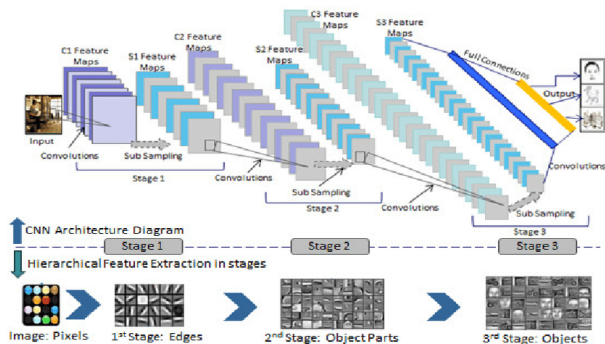 C1 Feature
Maps
S1 Feature
Maps
C2 Feature
Maps
S2 Feature
Maps
C3 Feature
Maps
S3 Feature
Maps
Full Connections
Output
Input
Convolutions
Sub Sampling
Stage 1
Convolutions
Sub Sampling
Stage 2
Convolutions
Convolutions
Sub Sampling
Stage 3
CNN Architecture Diagram
Stage 1
Stage 2
Stage 3
Hierarchical Feature Extraction in stages
Image: Pixels
1st Stage: Edges
2nd Stage: Object Parts
3rd Stage: Objects